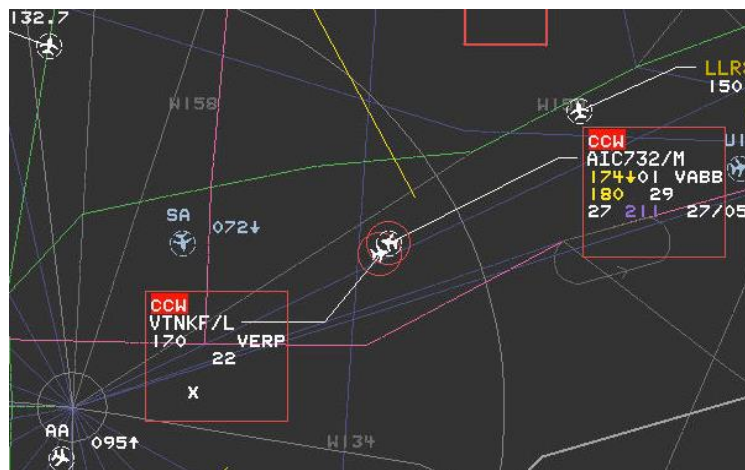 132.7
W158
LLR
150
CCW
AIC732/M
174↓01 VABB
180 29
27 211 27/05
SA
072↓
CCW
VTNKF/L
170 VERP
22
X
AA
095↑
W134